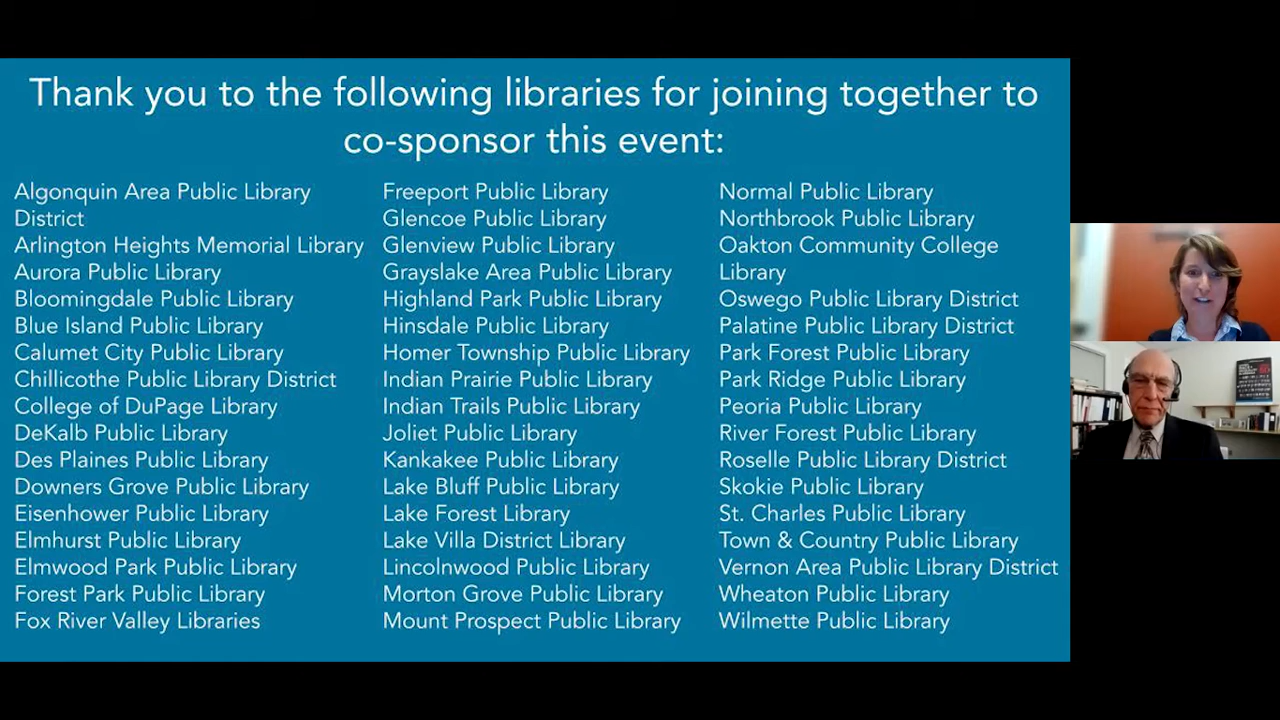 Thank you to the following libraries for joining together to
co-sponsor this event:
Algonquin Area Public Library
District
Arlington Heights Memorial Library
Aurora Public Library
Bloomingdale Public Library
Blue Island Public Library
Calumet City Public Library
Chillicothe Public Library District
College of DuPage Library
DeKalb Public Library
Des Plaines Public Library
Downers Grove Public Library
Eisenhower Public Library
Elmhurst Public Library
Elmwood Park Public Library
Forest Park Public Library
Fox River Valley Libraries
Freeport Public Library
Glencoe Public Library
Glenview Public Library
Grayslake Area Public Library
Highland Park Public Library
Hinsdale Public Library
Homer Township Public Library
Indian Prairie Public Library
Indian Trails Public Library
Joliet Public Library
Kankakee Public Library
Lake Bluff Public Library
Lake Forest Library
Lake Villa District Library
Lincolnwood Public Library
Morton Grove Public Library
Mount Prospect Public Library
Normal Public Library
Northbrook Public Library
Oakton Community College
Library
Oswego Public Library District
Palatine Public Library District
Park Forest Public Library
Park Ridge Public Library
Peoria Public Library
River Forest Public Library
Roselle Public Library District
Skokie Public Library
St. Charles Public Library
Town & Country Public Library
Vernon Area Public Library District
Wheaton Public Library
Wilmette Public Library